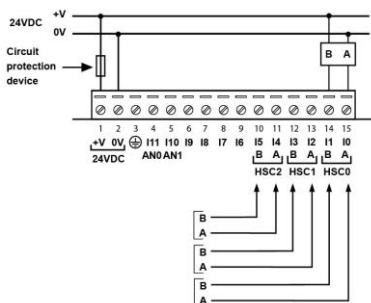 +V
24VDC
0V
Circuit
protection
device
B A
1 2 3 4 5 6 7 8 9 10 11 12 13 14 15
+V 0V I11 I10 I9 I8 I7 I6 I5 I4 I3 I2 I1 I0
24VDC AN0 AN1 B A B A B A
HSC2 HSC1 HSC0
B
A
B
A
B
A